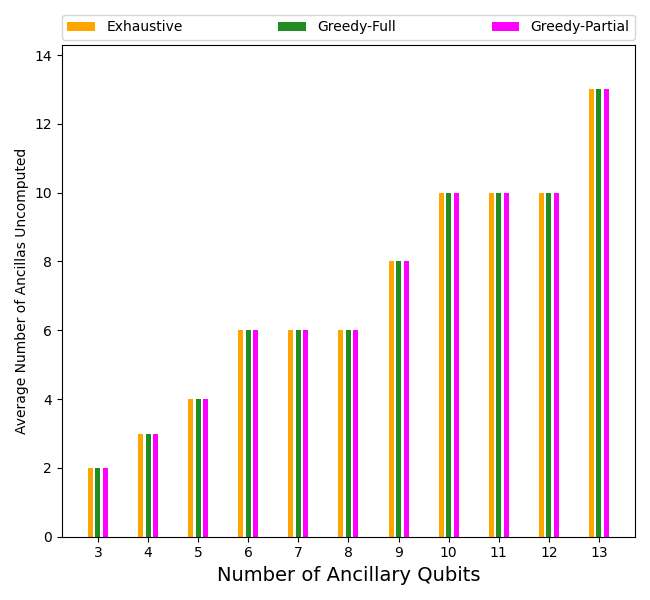 Exhaustive Greedy-Full Greedy-Partial
Average Number of Ancillas Uncomputed
14
12
10
8
6
4
2
0
3 4 5 6 7 8 9 10 11 12 13
Number of Ancillary Qubits